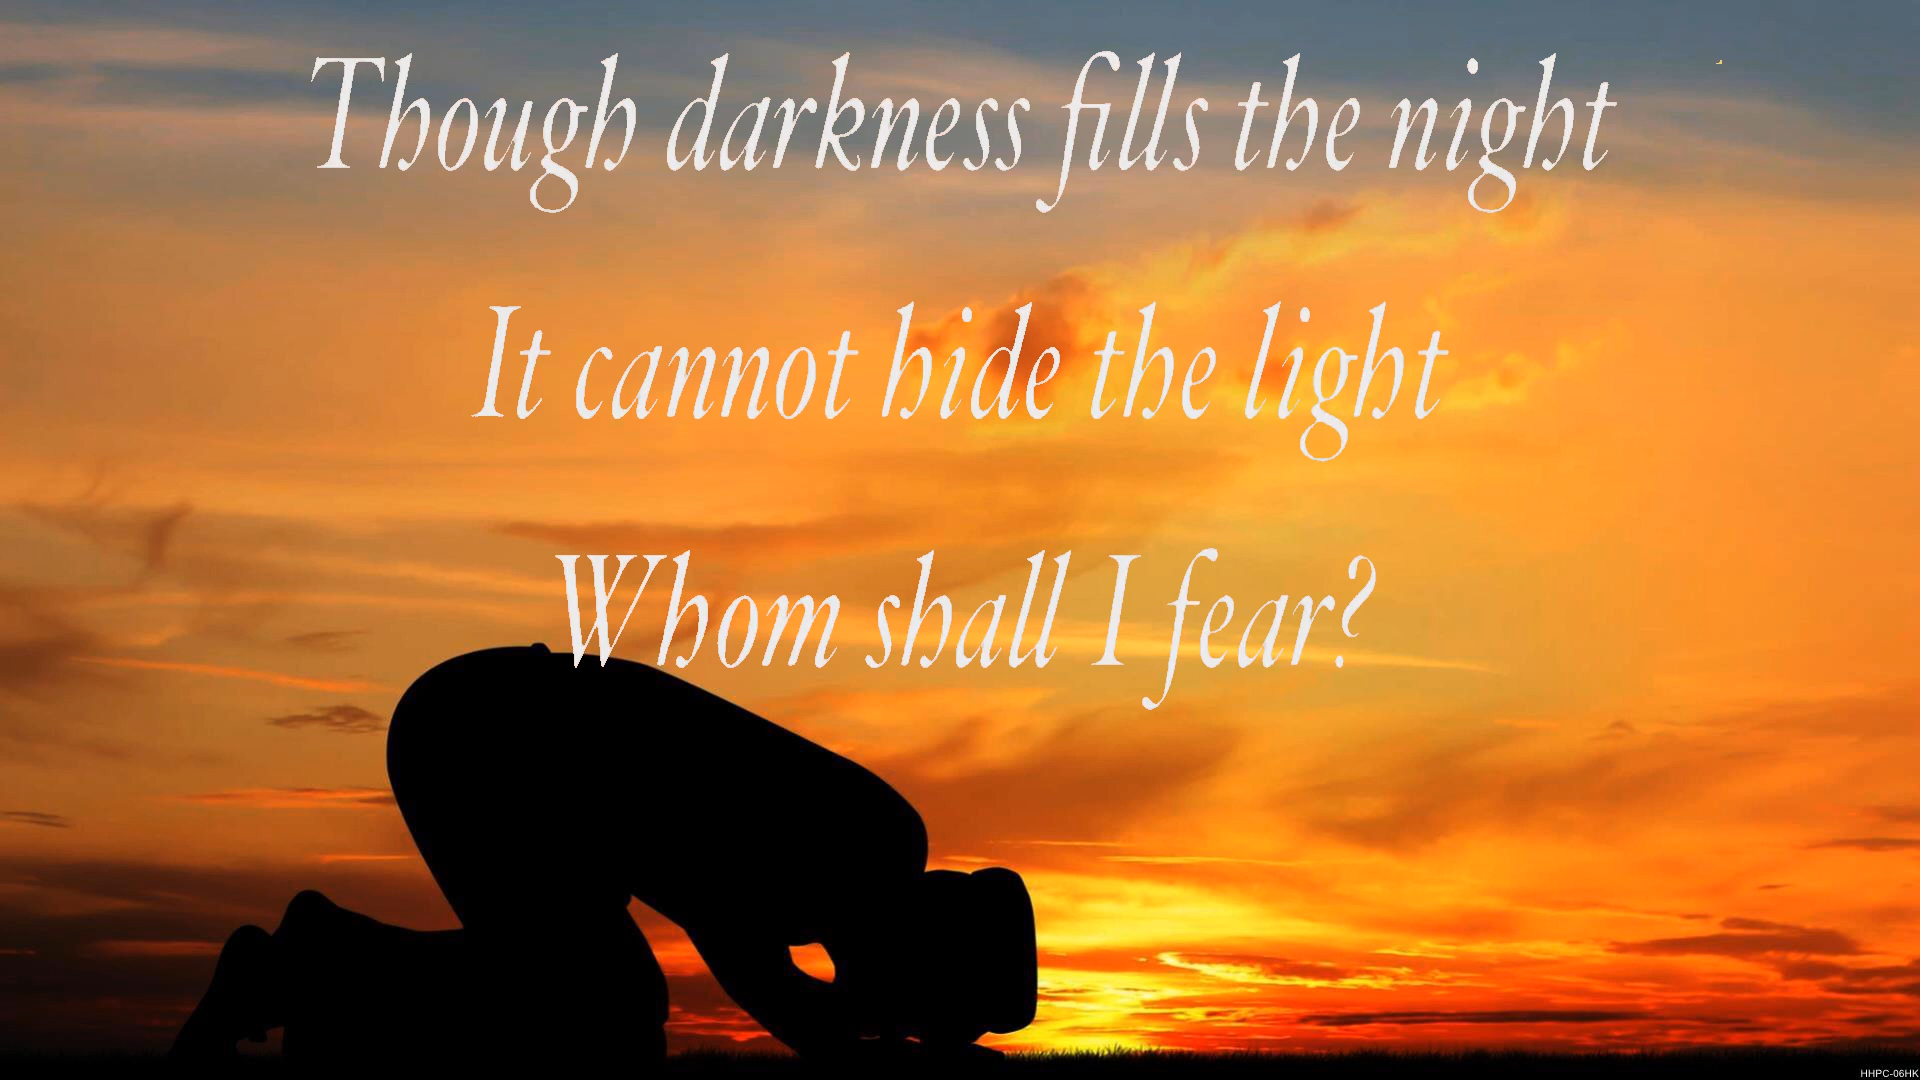 Though darkness fills the night
It cannot hide the light
Whom shall I fear?
HHPC-06HK